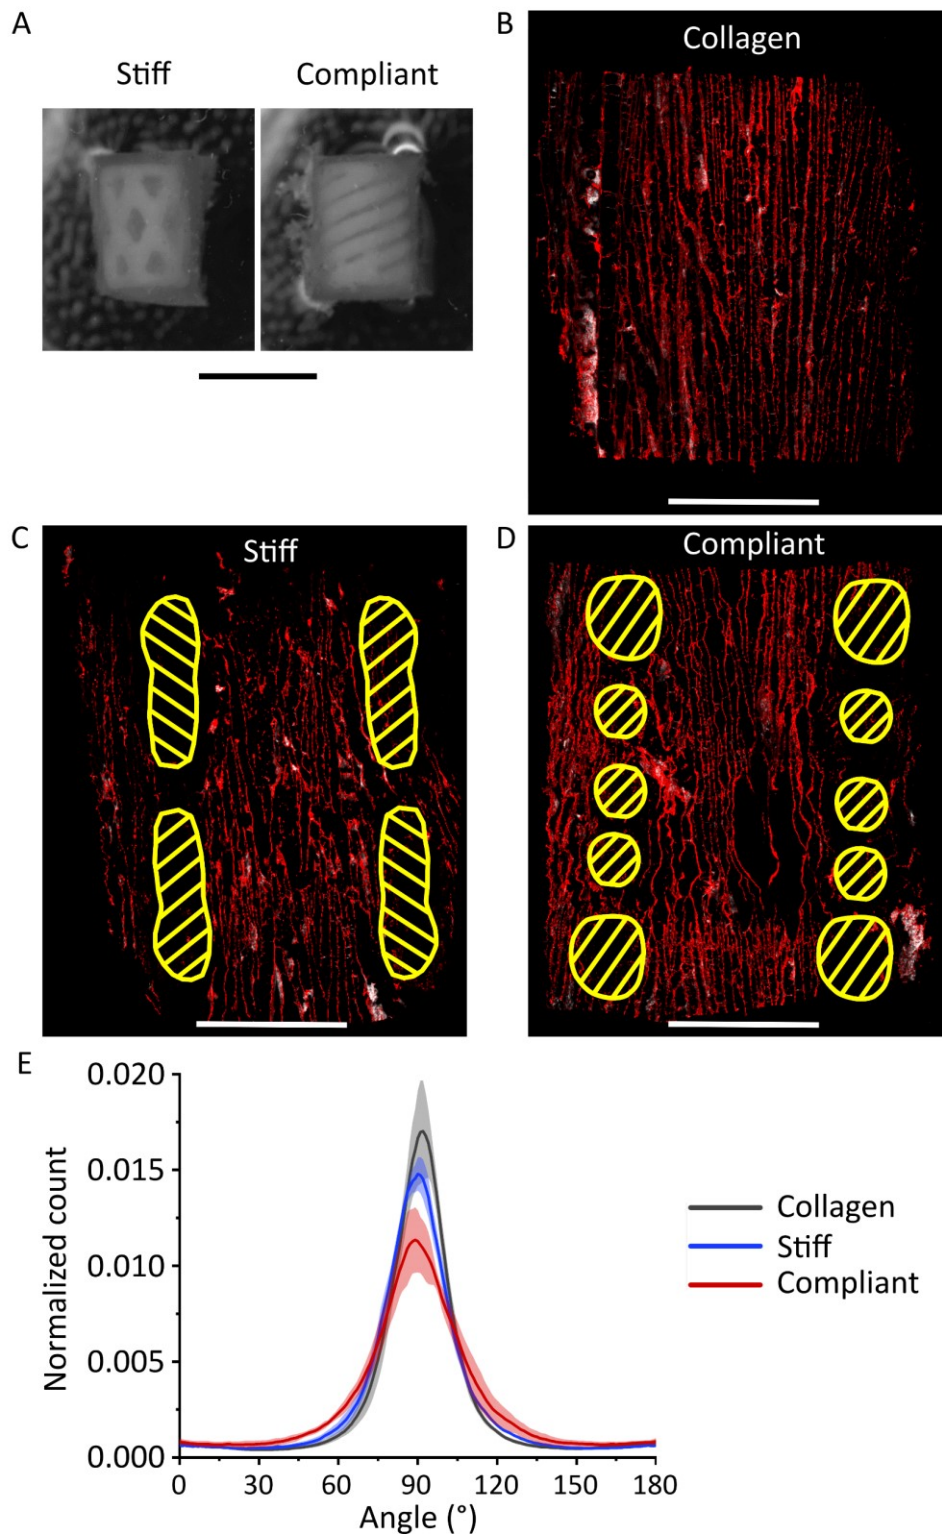 A
Stiff
Compliant
B
Collagen
C
Stiff
D
Compliant
E
0.020
0.015
0.010
0.005
0.000
Normalized count
0
30
60
90
120
150
180
Angle (°)
Collagen
Stiff
Compliant